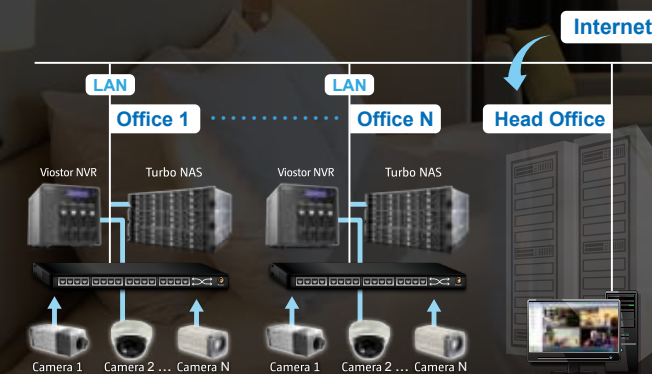 Internet
LAN
LAN
Office 1
Office N
Head Office
Viostor NVR
Turbo NAS
Viostor NVR
Turbo NAS
Camera 1
Camera 2 ... Camera N
Camera 1
Camera 2 ... Camera N